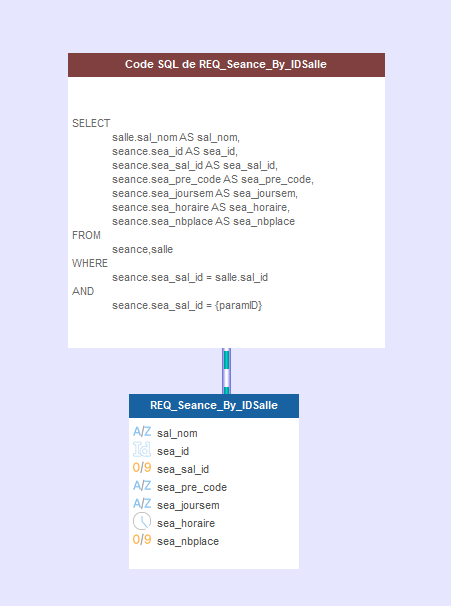 Code SQL de REQ_Seance_By_IDSalle
SELECT
salle.sal_nom AS sal_nom,
seance.sea_id AS sea_id,
seance.sea_sal_id AS sea_sal_id,
seance.sea_pre_code AS sea_pre_code,
seance.sea_joursem AS sea_joursem,
seance.sea_horaire AS sea_horaire,
seance.sea_nbplace AS sea_nbplace
FROM
seance,salle
WHERE
seance.sea_sal_id = salle.sal_id
AND
seance.sea_sal_id = {paramID}
REQ_Seance_By_IDSalle
A/Z sal_nom
Id sea_id
0/9 sea_sal_id
A/Z sea_pre_code
A/Z sea_joursem
sea_horaire
0/9 sea_nbplace